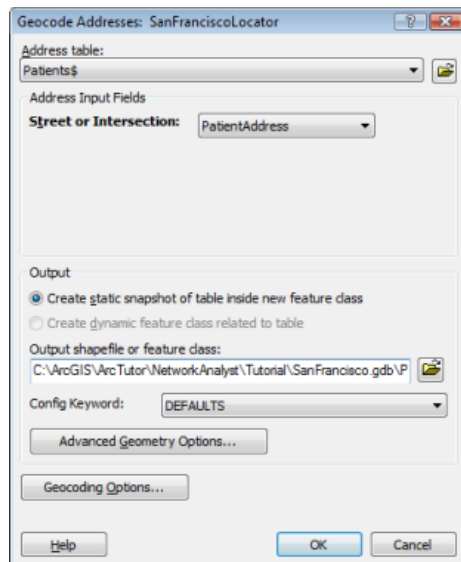 Geocode Addresses: SanFranciscoLocator
Address table:
Patients$
Address Input Fields
Street or Intersection: PatientAddress
Output
Create static snapshot of table inside new feature class
Create dynamic feature class related to table
Output shapefile or feature class:
C:\ArcGIS\ArcTutor\NetworkAnalyst\Tutorial\SanFrancisco.gdb\P
Config Keyword: DEFAULTS
Advanced Geometry Options...
Geocoding Options...
Help OK Cancel